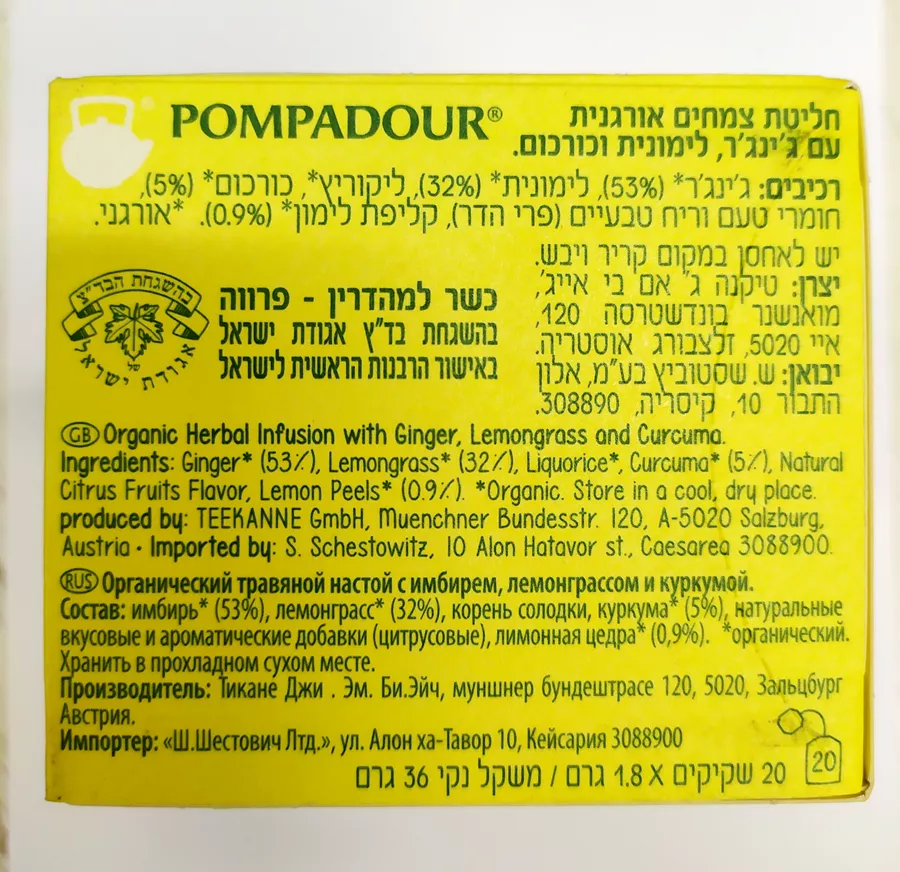 POMPADOUR®
חליטת צמחים אורגנית
עם ג'ינג'ר, לימונית וכורכום.
רכיבים: ג'ינג'ר* (53%), לימונית* (32%), ליקוריץ*, כורכום* (5%),
חומרי טעם וריח טבעיים (פרי הדר), קליפת לימון* (0.9%). *אורגני.
יש לאחסן במקום קריר ויבש.
יצרן: טיקנה ג' אם בי אייג',
מואנשנר בונדשטרסה 120,
איי 5020, זלצבורג אוסטריה.
יבואן: ש. שסטוביץ בע"מ, אלון
התבור 10, קיסריה, 308890.
בהשגחת הבד"צ
אגודת ישראל
כשר למהדרין - פרווה
בהשגחת בד"ץ אגודת ישראל
באישור הרבנות הראשית לישראל
GB Organic Herbal Infusion with Ginger, Lemongrass and Curcuma.
Ingredients: Ginger* (53%), Lemongrass* (32%), Liquorice*, Curcuma* (5%), Natural
Citrus Fruits Flavor, Lemon Peels* (0.9%). *Organic. Store in a cool, dry place.
produced by: TEEKANNE GmbH, Muenchner Bundesstr. 120, A-5020 Salzburg,
Austria • Imported by: S. Schestowitz, 10 Alon Hatavor st., Caesarea 3088900.
RUS Органический травяной настой с имбирем, лемонграссом и куркумой.
Состав: имбирь* (53%), лемонграсс* (32%), корень солодки, куркума* (5%), натуральные
вкусовые и ароматические добавки (цитрусовые), лимонная цедра* (0,9%). *органический.
Хранить в прохладном сухом месте.
Производитель: Тикане Джи . Эм. Би.Эйч, муншнер бундештрасе 120, 5020, Зальцбург
Австрия.
Импортер: «Ш.Шестович Лтд.», ул. Алон ха-Тавор 10, Кейсария 3088900
20 שקיקים X 1.8 גרם / משקל נקי 36 גרם
20